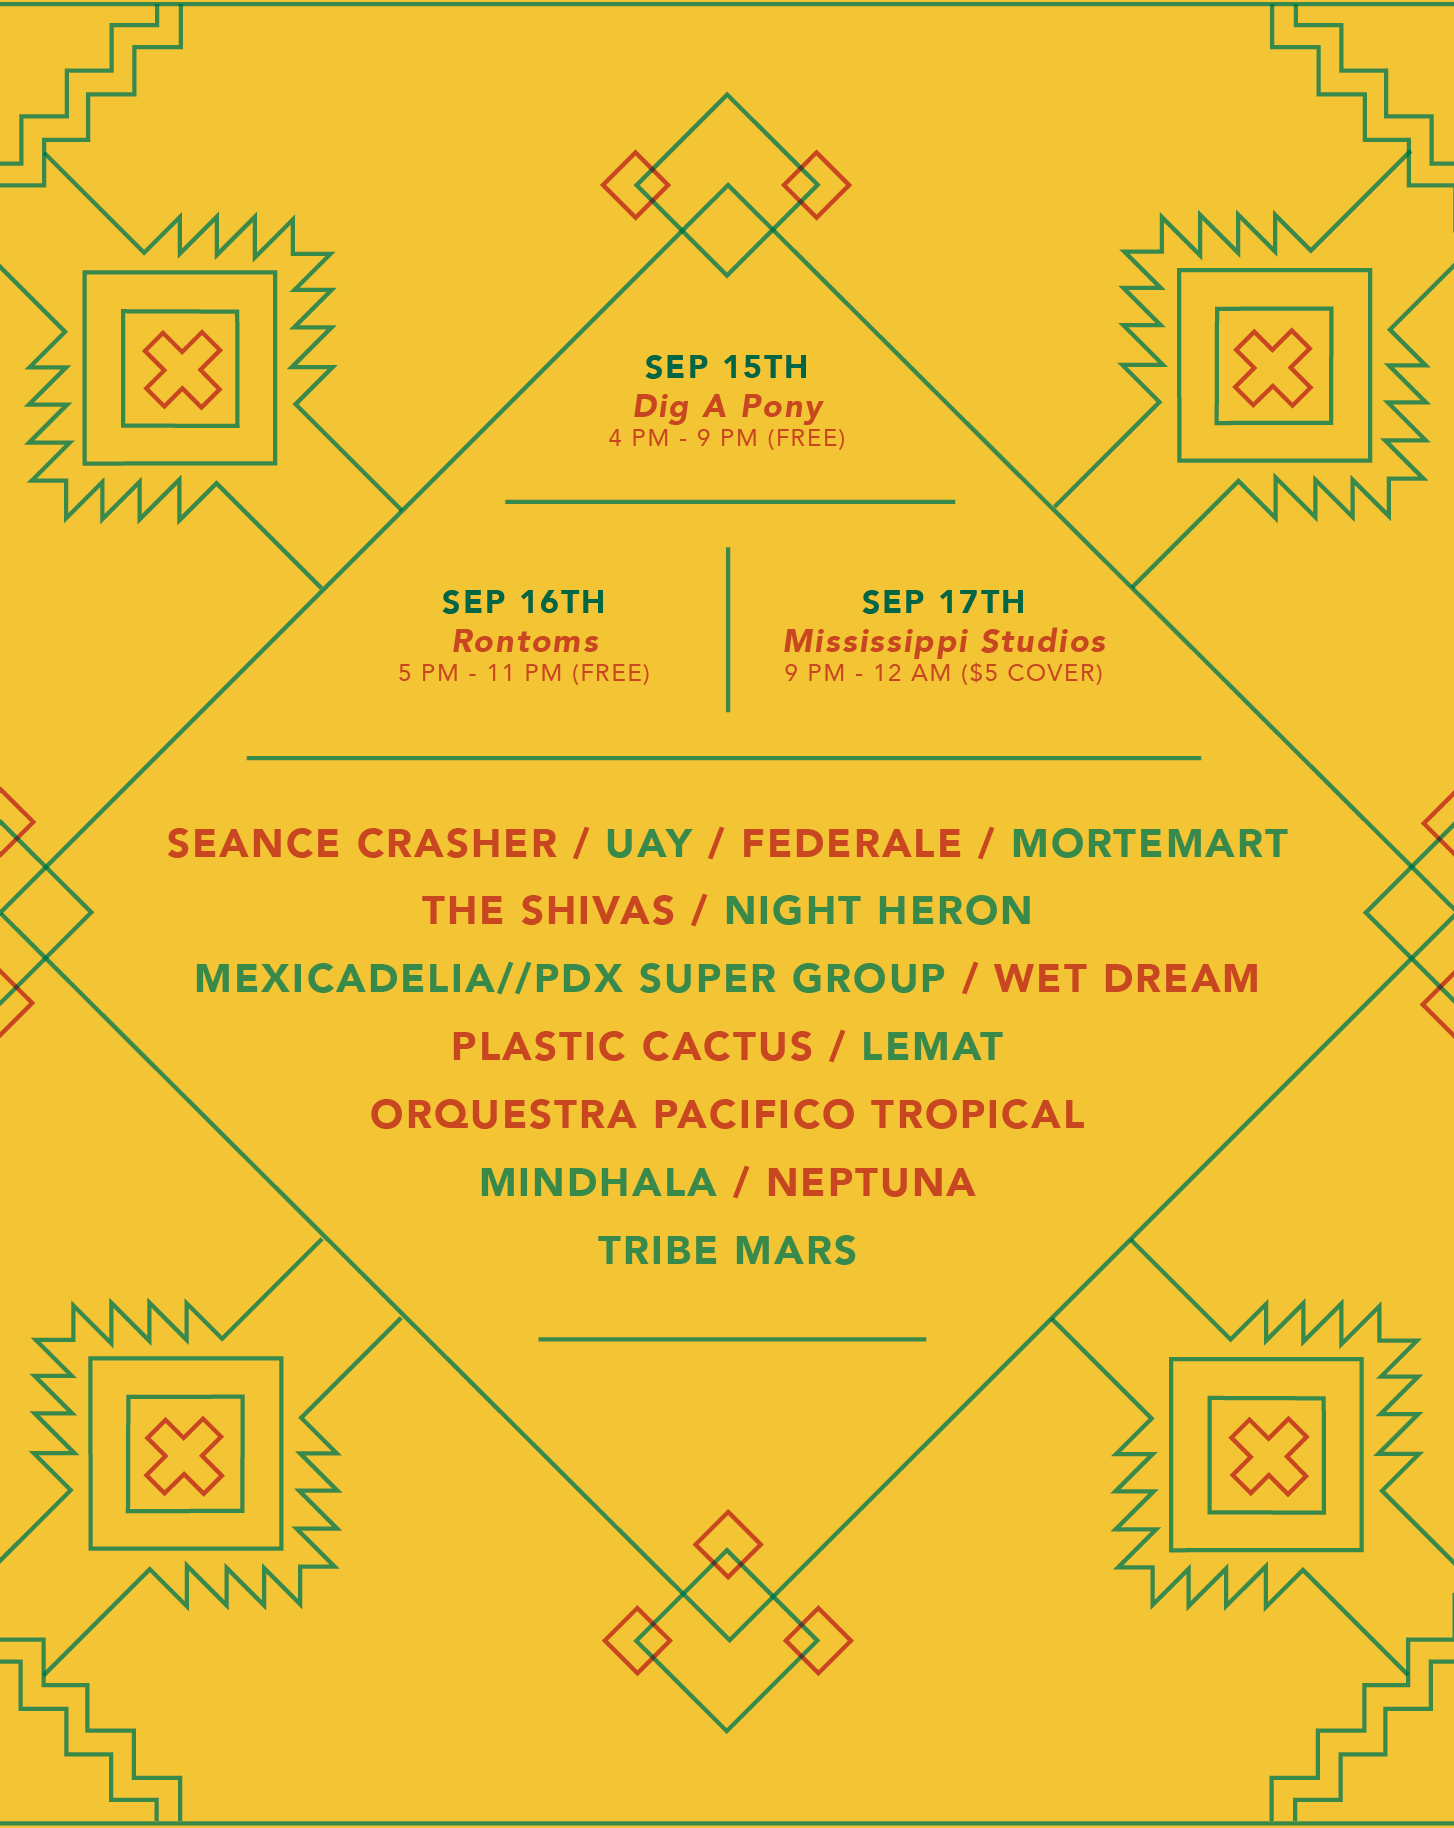 SEP 15TH
Dig A Pony
4 PM - 9 PM (FREE)
SEP 16TH
Rontoms
5 PM - 11 PM (FREE)
SEP 17TH
Mississippi Studios
9 PM - 12 AM ($5 COVER)
SEANCE CRASHER / UAY / FEDERALE / MORTEMART
THE SHIVAS / NIGHT HERON
MEXICADELIA//PDX SUPER GROUP / WET DREAM
PLASTIC CACTUS / LEMAT
ORQUESTRA PACIFICO TROPICAL
MINDHALA / NEPTUNA
TRIBE MARS